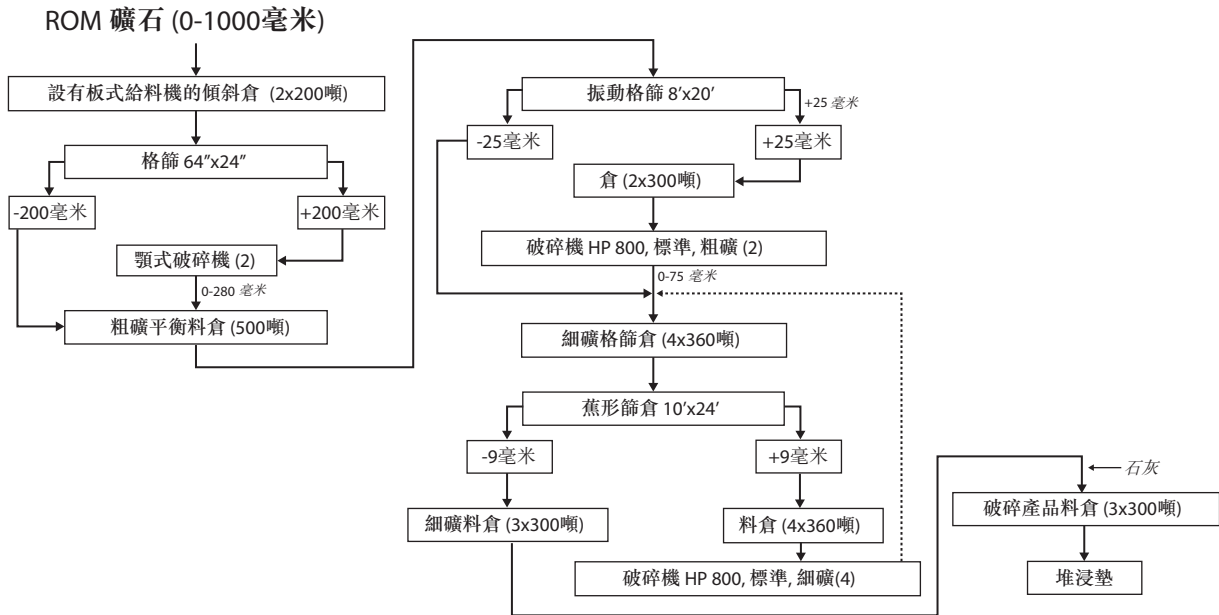 ROM 礦石 (0-1000毫米)
設有板式給料機的傾斜倉 (2x200噸)
格篩 64”x24”
-200毫米
+200毫米
顎式破碎機 (2)
0-280 毫米
粗礦平衡料倉 (500噸)
振動格篩 8’x20’
+25 毫米
-25毫米
+25毫米
倉 (2x300噸)
破碎機 HP 800, 標準, 粗礦 (2)
0-75 毫米
細礦格篩倉 (4x360噸)
蕉形篩倉 10’x24’
-9毫米
+9毫米
細礦料倉 (3x300噸)
料倉 (4x360噸)
破碎機 HP 800, 標準, 細礦(4)
石灰
破碎產品料倉 (3x300噸)
堆浸墊